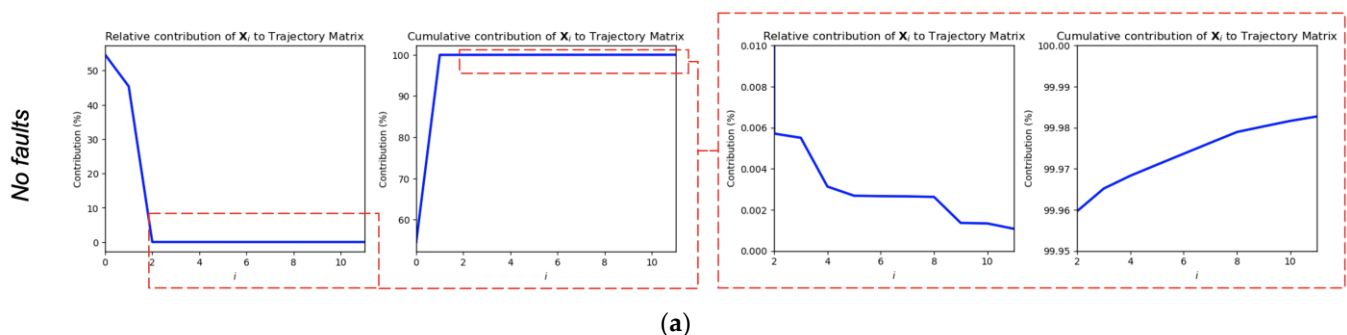 No faults
Relative contribution of Xi to Trajectory Matrix
Contribution (%)
50
40
30
20
10
0
0 2 4 6 8 10
i
Cumulative contribution of Xi to Trajectory Matrix
Contribution (%)
100
90
80
70
60
0 2 4 6 8 10
i
Relative contribution of Xi to Trajectory Matrix
Contribution (%)
0.010
0.008
0.006
0.004
0.002
0.000
2 4 6 8 10
i
Cumulative contribution of Xi to Trajectory Matrix
Contribution (%)
100.00
99.99
99.98
99.97
99.96
99.95
2 4 6 8 10
i
(a)